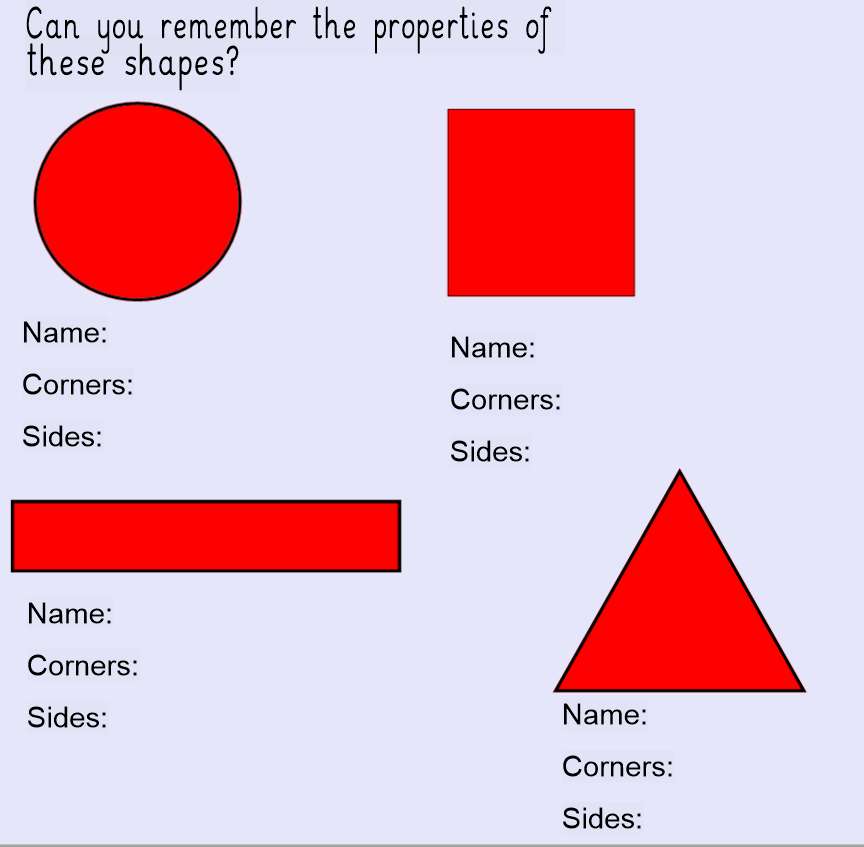 Can you remember the properties of
these shapes?
Name:
Corners:
Sides:
Name:
Corners:
Sides:
Name:
Corners:
Sides:
Name:
Corners:
Sides: